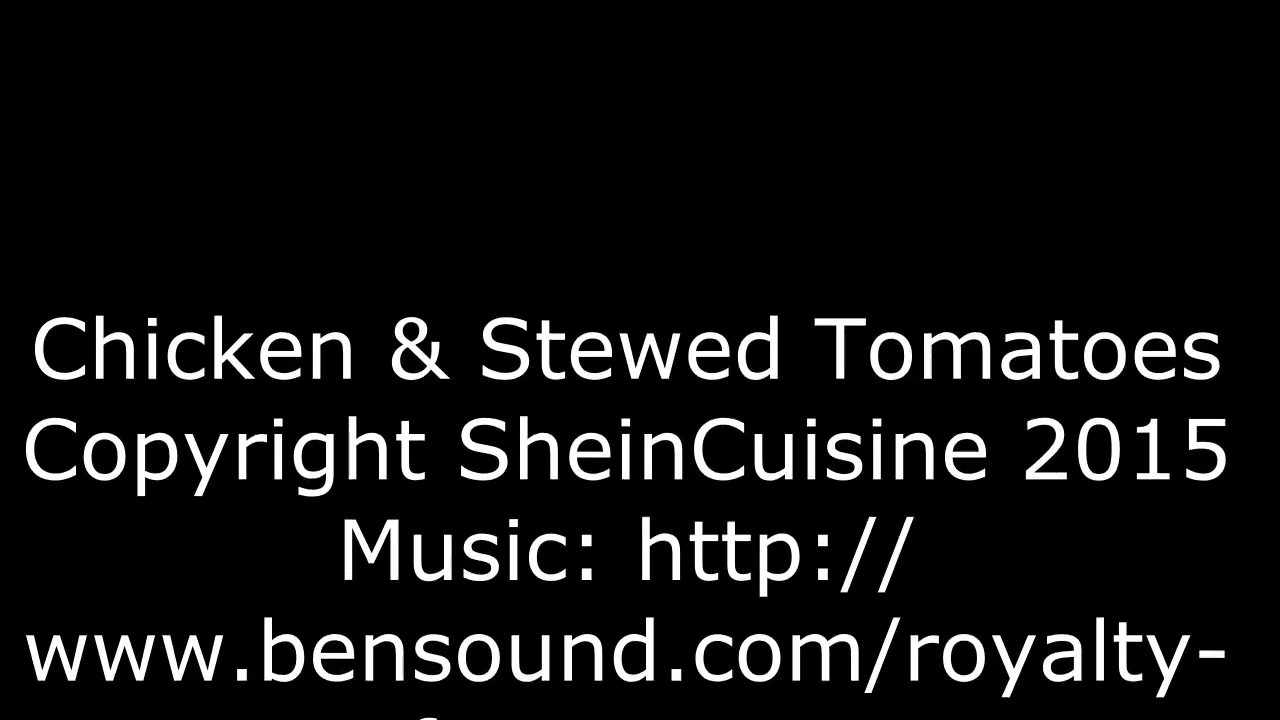 Chicken & Stewed Tomatoes
Copyright SheinCuisine 2015
Music: http://
www.bensound.com/royalty-